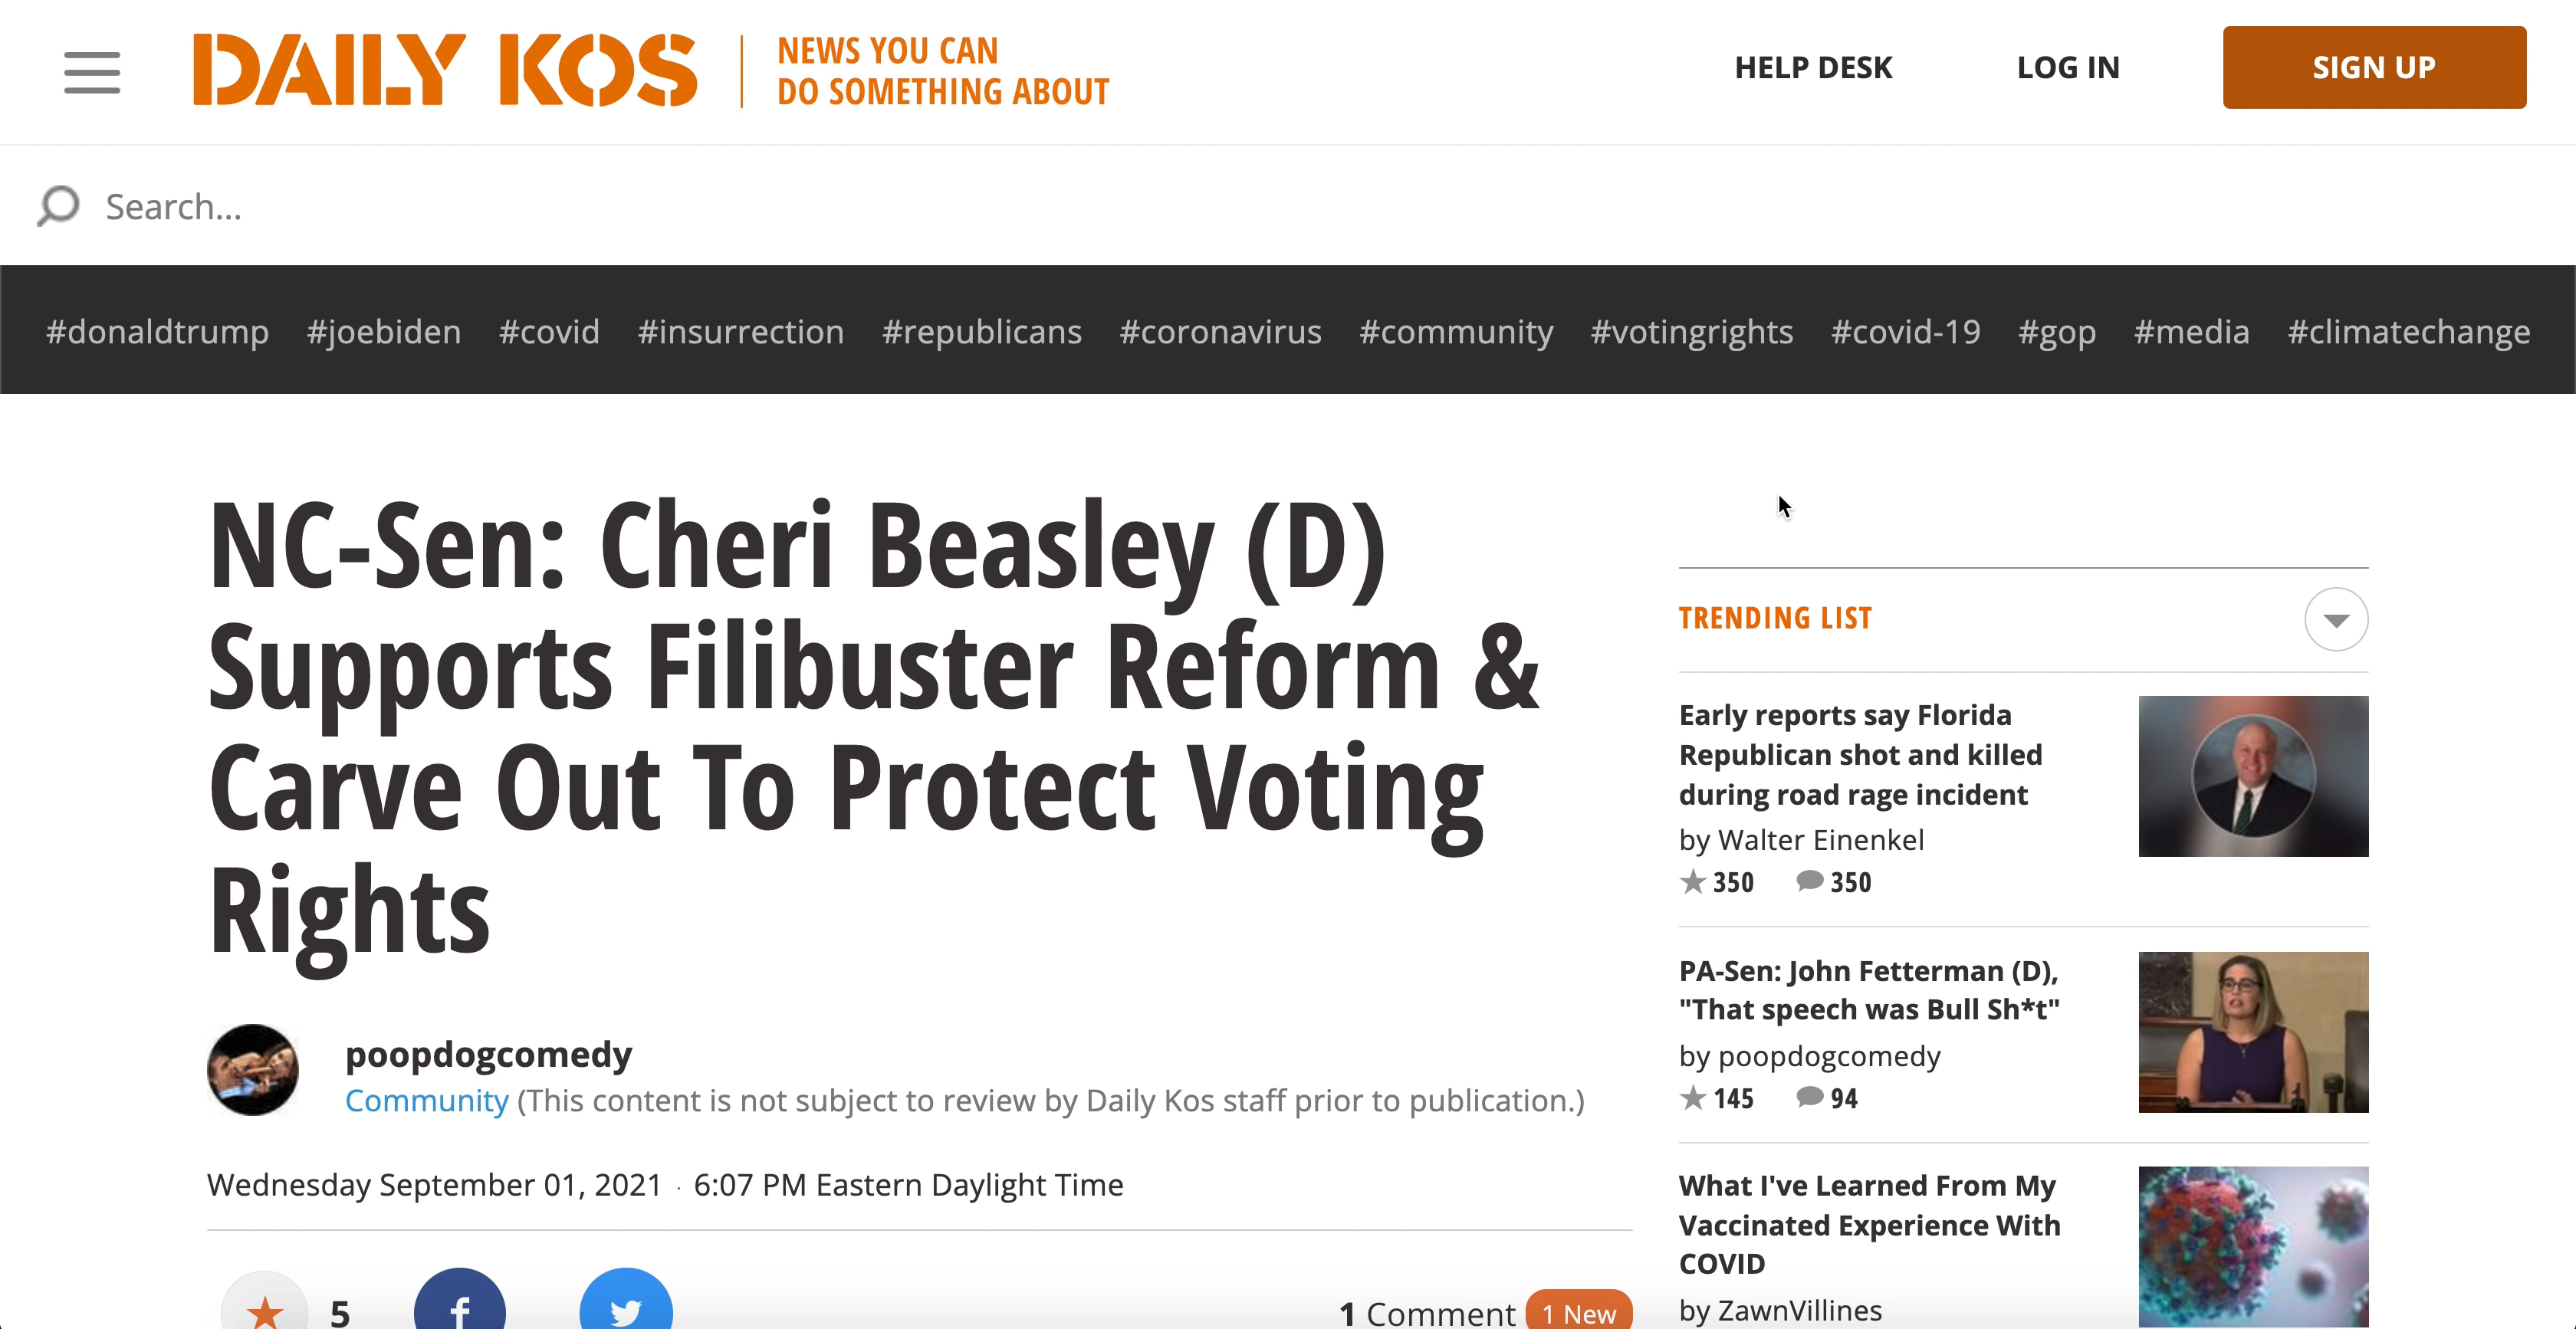 DAILY KOS
NEWS YOU CAN
DO SOMETHING ABOUT
HELP DESK
LOG IN
SIGN UP
Search...
#donaldtrump #joebiden #covid #insurrection #republicans #coronavirus #community #votingrights #covid-19 #gop #media #climatechange
NC-Sen: Cheri Beasley (D)
Supports Filibuster Reform &
Carve Out To Protect Voting
Rights
poopdogcomedy
Community (This content is not subject to review by Daily Kos staff prior to publication.)
Wednesday September 01, 2021 · 6:07 PM Eastern Daylight Time
5
f
1 Comment 1 New
TRENDING LIST
Early reports say Florida
Republican shot and killed
during road rage incident
by Walter Einenkel
350 350
PA-Sen: John Fetterman (D),
"That speech was Bull Sh*t"
by poopdogcomedy
145 94
What I've Learned From My
Vaccinated Experience With
COVID
by ZawnVillines